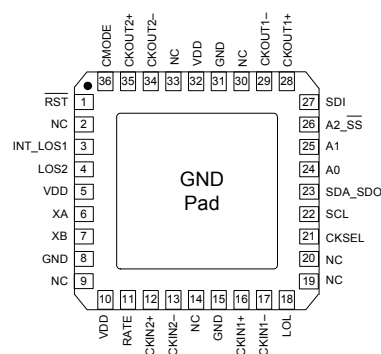 CMODE
CKOUT2+
CKOUT2–
NC
VDD
GND
NC
CKOUT1–
CKOUT1+
36 35 34 33 32 31 30 29 28
RST 1
NC 2
INT_LOS1 3
LOS2 4
VDD 5
XA 6
XB 7
GND 8
NC 9
GND
Pad
27 SDI
26 A2_SS
25 A1
24 A0
23 SDA_SDO
22 SCL
21 CKSEL
20 NC
19 NC
10 11 12 13 14 15 16 17 18
VDD
RATE
CKIN2+
CKIN2–
NC
GND
CKIN1+
CKIN1–
LOL